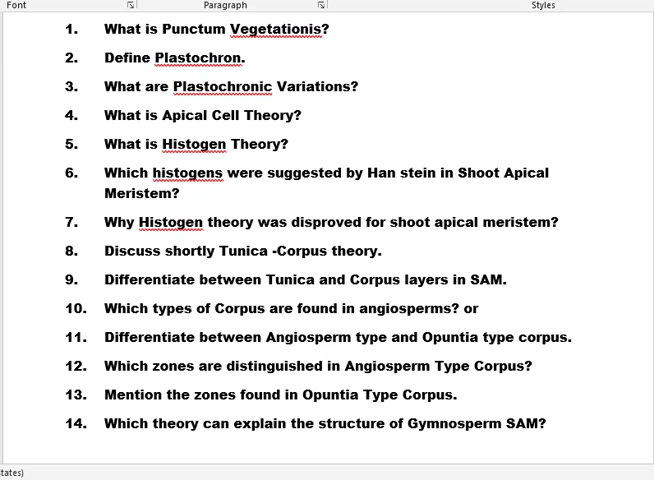 Font Paragraph Styles
1. What is Punctum Vegetationis?
2. Define Plastochron.
3. What are Plastochronic Variations?
4. What is Apical Cell Theory?
5. What is Histogen Theory?
6. Which histogens were suggested by Han stein in Shoot Apical
Meristem?
7. Why Histogen theory was disproved for shoot apical meristem?
8. Discuss shortly Tunica -Corpus theory.
9. Differentiate between Tunica and Corpus layers in SAM.
10. Which types of Corpus are found in angiosperms? or
11. Differentiate between Angiosperm type and Opuntia type corpus.
12. Which zones are distinguished in Angiosperm Type Corpus?
13. Mention the zones found in Opuntia Type Corpus.
14. Which theory can explain the structure of Gymnosperm SAM?
tates)